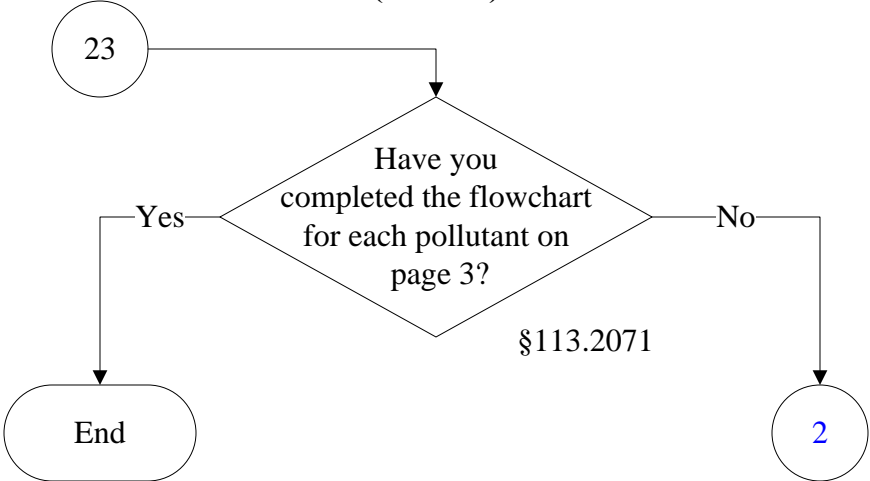 23
Have you
completed the flowchart
for each pollutant on
page 3?
Yes
No
§113.2071
End
2